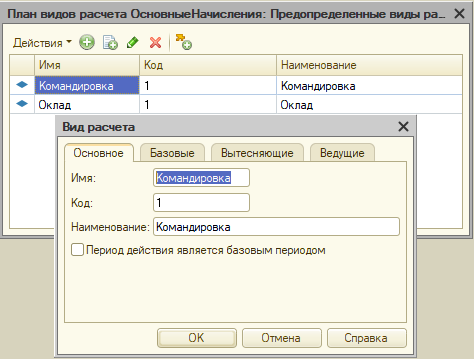 План видов расчета ОсновныеНачисления: Предопределенные виды ра...
Действия
Имя Код Наименование
Командировка 1 Командировка
Оклад 1 Оклад
Вид расчета
Основное Базовые Вытесняющие Ведущие
Имя: Командировка
Код: 1
Наименование: Командировка
Период действия является базовым периодом
OK Отмена Справка